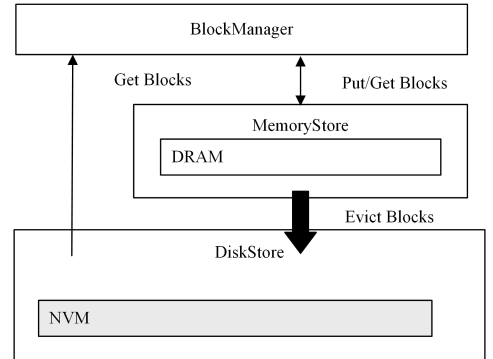 BlockManager
Get Blocks
Put/Get Blocks
MemoryStore
DRAM
Evict Blocks
DiskStore
NVM